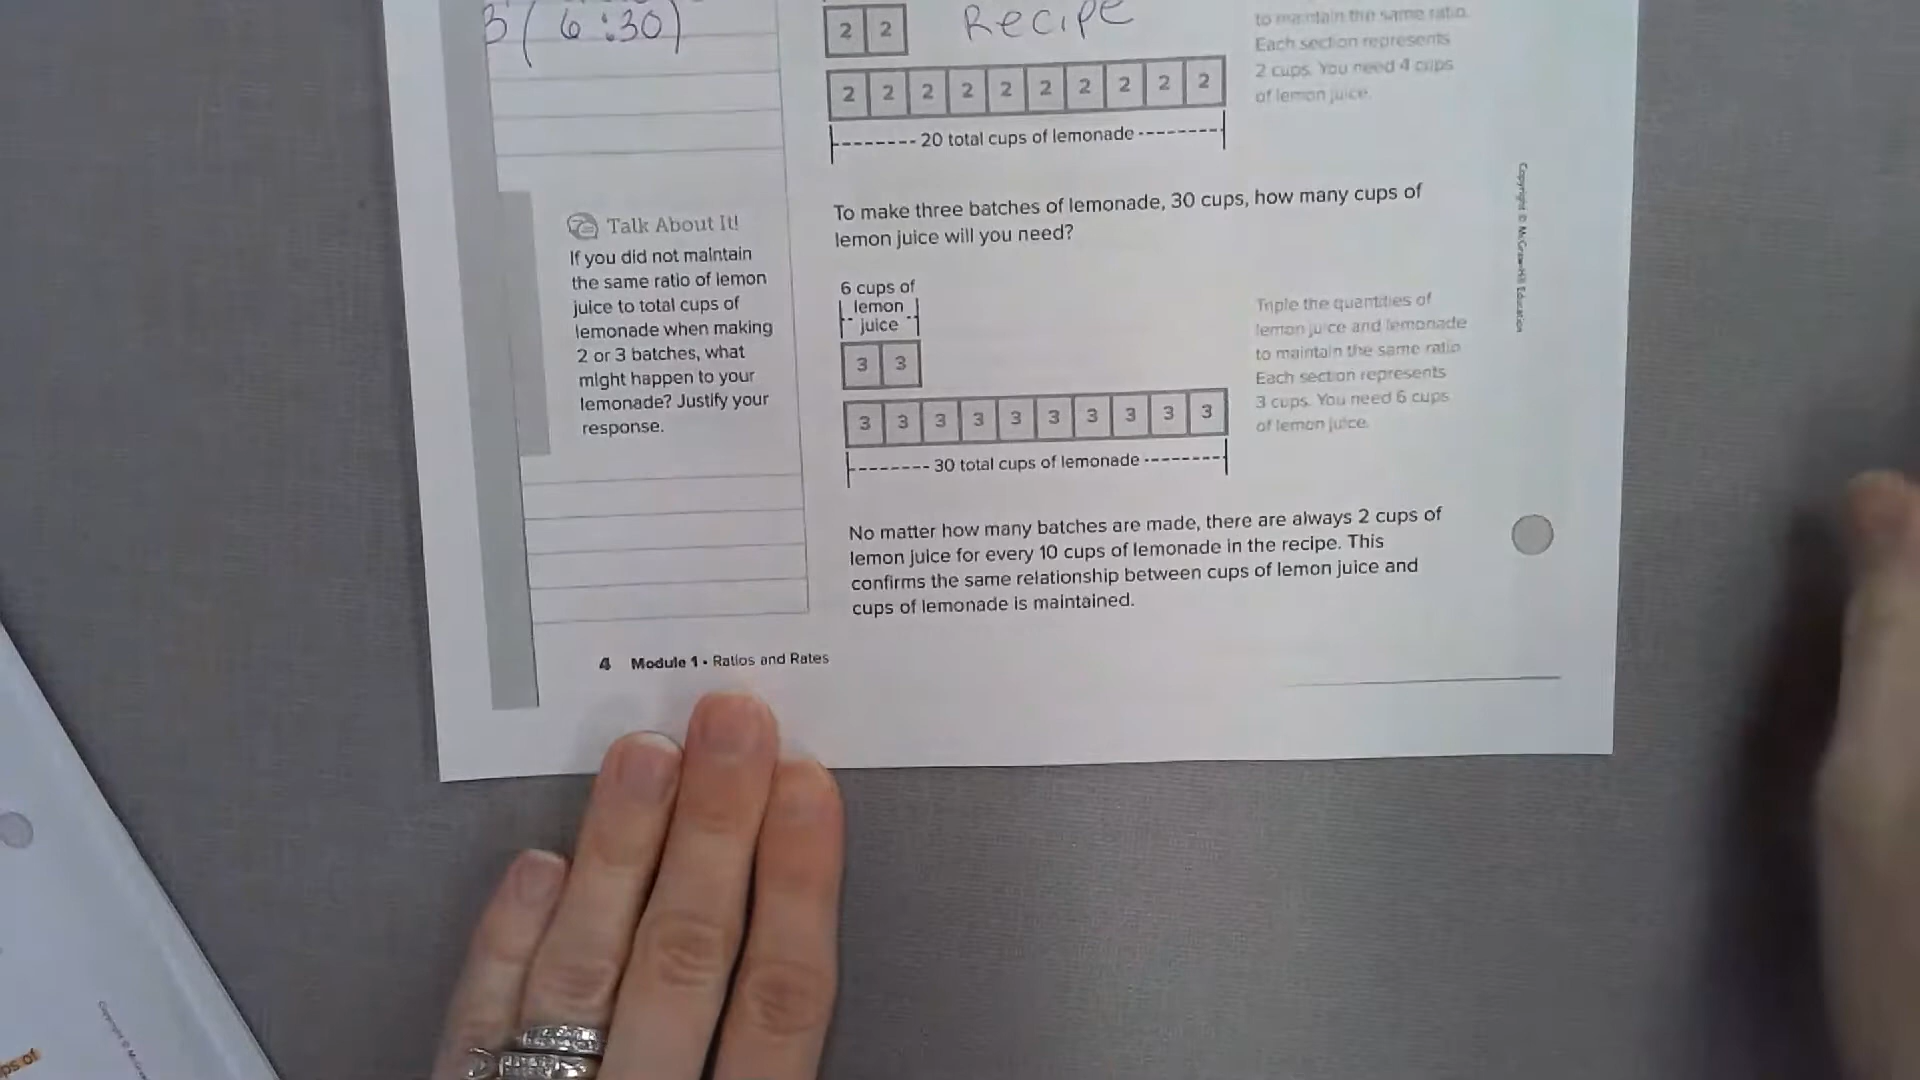 3( 6:30)
2 2
Recipe
2 2 2 2 2 2 2 2 2 2
20 total cups of lemonade
to maintain the same ratio.
Each section represents
2 cups. You need 4 cups
of lemon juice.
Talk About It!
If you did not maintain
the same ratio of lemon
juice to total cups of
lemonade when making
2 or 3 batches, what
might happen to your
lemonade? Justify your
response.
To make three batches of lemonade, 30 cups, how many cups of
lemon juice will you need?
6 cups of
lemon
juice
3 3
3 3 3 3 3 3 3 3 3 3
30 total cups of lemonade
Triple the quantities of
lemon juice and lemonade
to maintain the same ratio.
Each section represents
3 cups. You need 6 cups
of lemon juice.
No matter how many batches are made, there are always 2 cups of
lemon juice for every 10 cups of lemonade in the recipe. This
confirms the same relationship between cups of lemon juice and
cups of lemonade is maintained.
4 Module 1 • Ratios and Rates
Copyright © McGraw-Hill Education
Copyright © McG
ps of